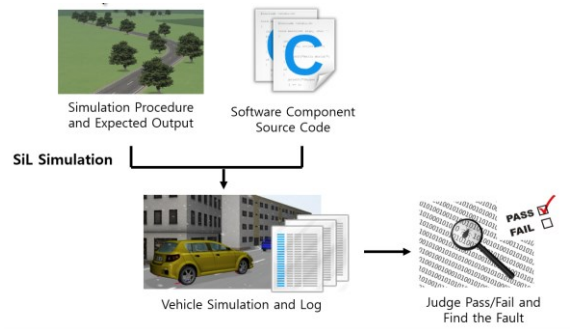 Simulation Procedure
and Expected Output
C
Software Component
Source Code
SiL Simulation
PASS
FAIL
Vehicle Simulation and Log
Judge Pass/Fail and
Find the Fault